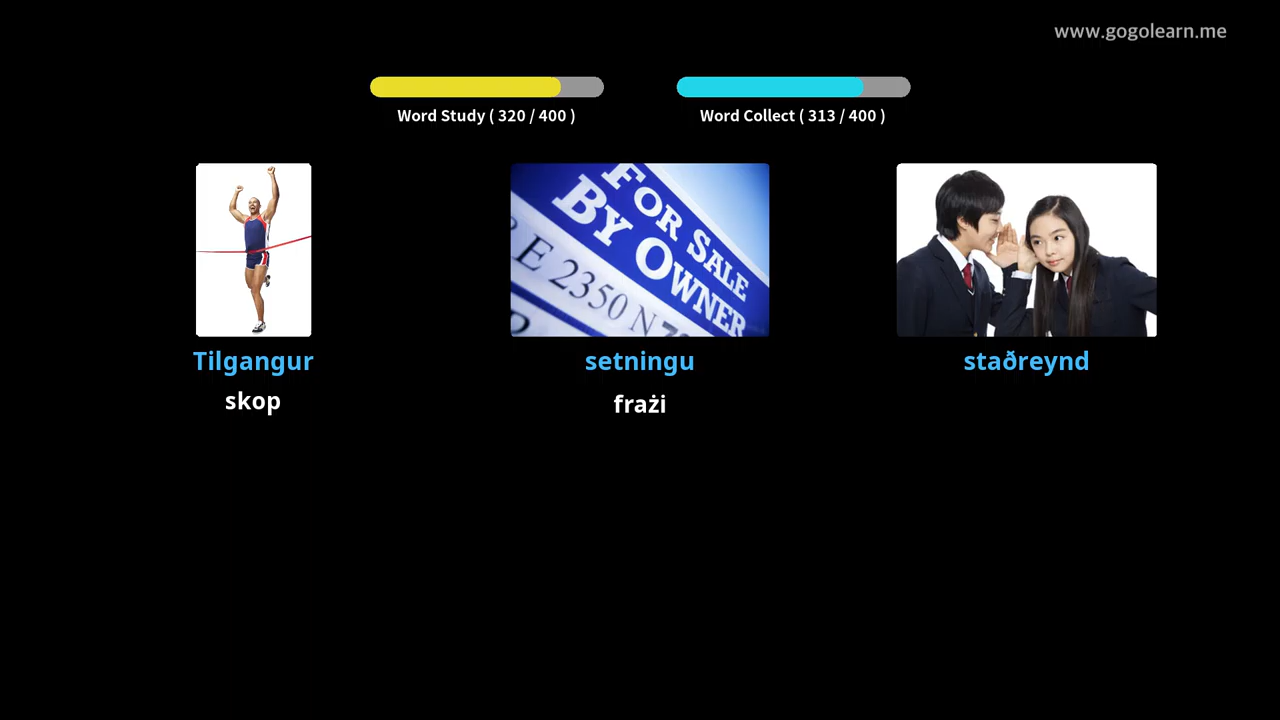 www.gogolearn.me
Word Study ( 320 / 400 )
Word Collect ( 313 / 400 )
FOR SALE
BY OWNER
E 2350 N
Tilgangur
setningu
staðreynd
skop
frażi